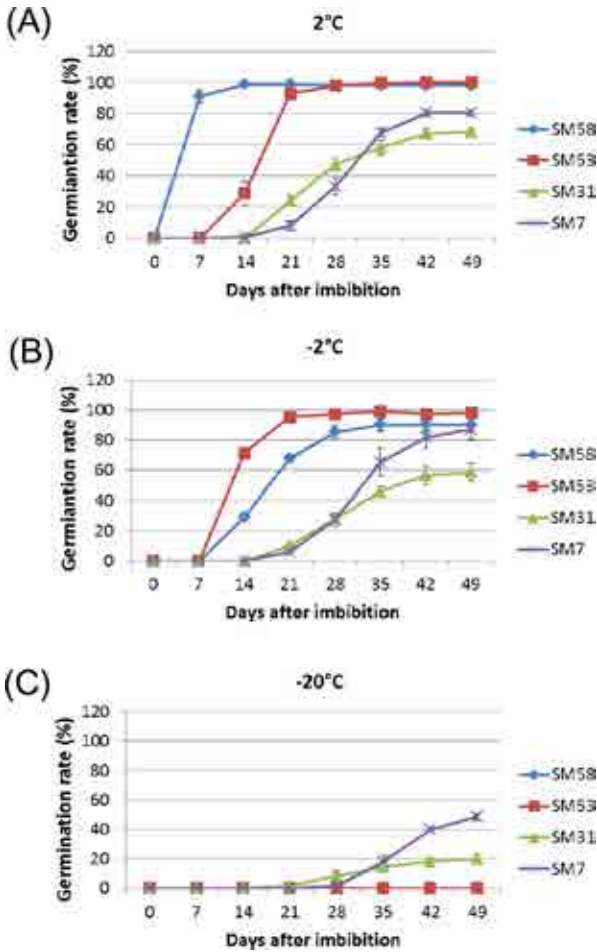 (A)
2°C
Germiantion rate (%)
120
100
80
60
40
20
0
0 7 14 21 28 35 42 49
Days after imbibition
SM58
SM53
SM31
SM7
(B)
-2°C
Germiantion rate (%)
120
100
80
60
40
20
0
0 7 14 21 28 35 42 49
Days after imbibition
SM58
SM53
SM31
SM7
(C)
-20°C
Germination rate (%)
120
100
80
60
40
20
0
0 7 14 21 28 35 42 49
Days after imbibition
SM58
SM53
SM31
SM7